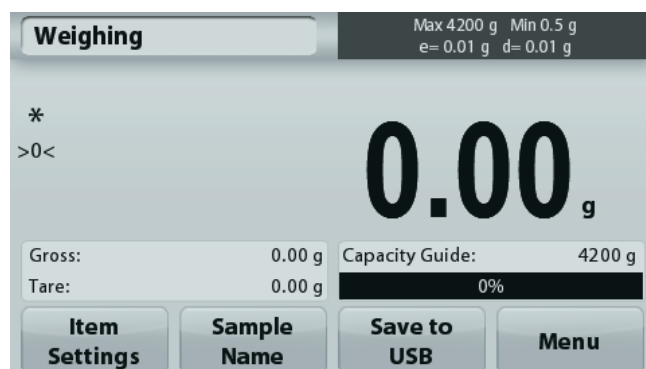 Weighing
Max 4200 g Min 0.5 g
e= 0.01 g d= 0.01 g
*
>0<
0.00 g
Gross: 0.00 g
Tare: 0.00 g
Capacity Guide: 4200 g
0%
Item
Settings
Sample
Name
Save to
USB
Menu